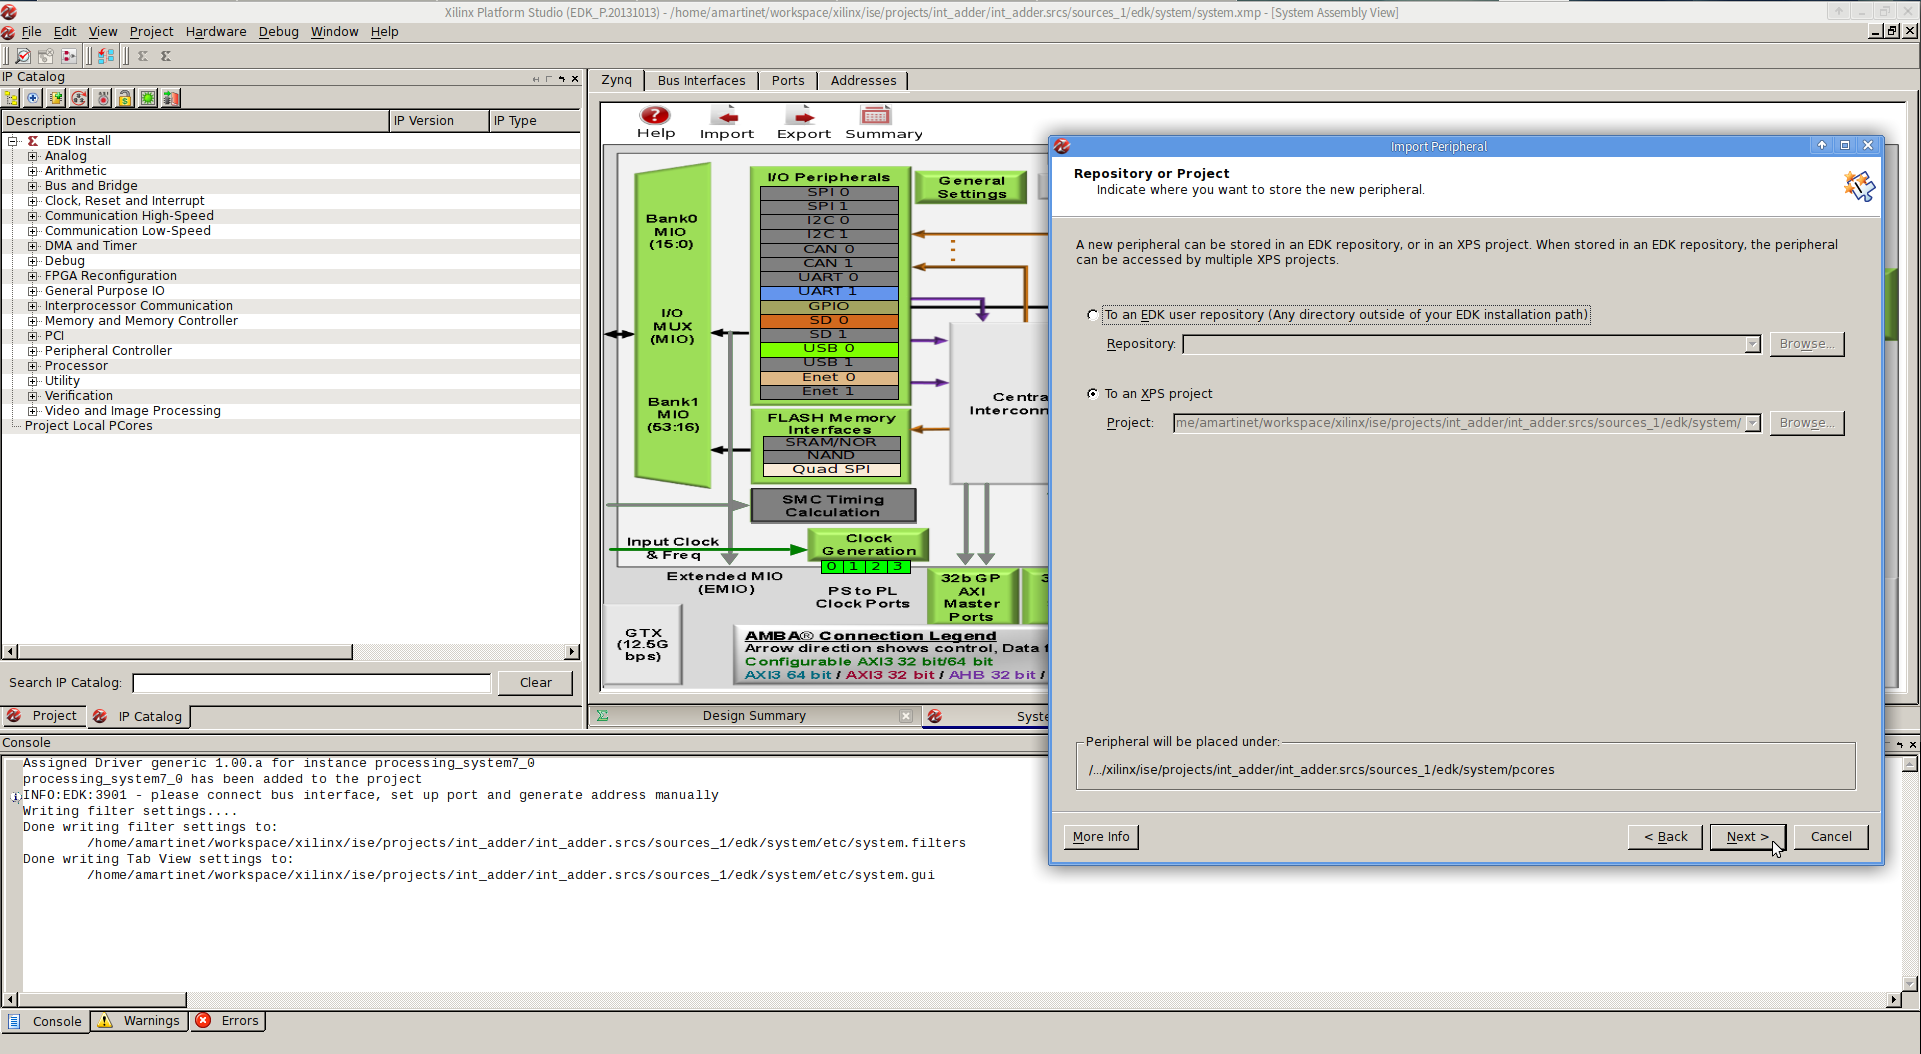 Xilinx Platform Studio (EDK_P.20131013) - /home/amartinet/workspace/xilinx/ise/projects/int_adder/int_adder.srcs/sources_1/edk/system/system.xmp - [System Assembly View]
File Edit View Project Hardware Debug Window Help
IP Catalog
Description IP Version IP Type
EDK Install
Analog
Arithmetic
Bus and Bridge
Clock, Reset and Interrupt
Communication High-Speed
Communication Low-Speed
DMA and Timer
Debug
FPGA Reconfiguration
General Purpose IO
Interprocessor Communication
Memory and Memory Controller
PCI
Peripheral Controller
Processor
Utility
Verification
Video and Image Processing
Project Local PCores
Search IP Catalog: Clear
Project IP Catalog
Zynq Bus Interfaces Ports Addresses
Help Import Export Summary
Bank0
MIO
(15:0)
I/O
MUX
(MIO)
Bank1
MIO
(53:16)
I/O Peripherals
SPI 0
SPI 1
I2C 0
I2C 1
CAN 0
CAN 1
UART 0
UART 1
GPIO
SD 0
SD 1
USB 0
USB 1
Enet 0
Enet 1
General
Settings
FLASH Memory
Interfaces
SRAM/NOR
NAND
Quad SPI
SMC Timing
Calculation
Input Clock
& Freq
Clock
Generation
0 1 2 3
Extended MIO
(EMIO)
PS to PL
Clock Ports
32b GP
AXI
Master
Ports
3
Centra
Interconn
GTX
(12.5G
bps)
AMBA® Connection Legend
Arrow direction shows control, Data f
Configurable AXI3 32 bit/64 bit
AXI3 64 bit / AXI3 32 bit / AHB 32 bit /
Design Summary
Syste
Import Peripheral
Repository or Project
Indicate where you want to store the new peripheral.
A new peripheral can be stored in an EDK repository, or in an XPS project. When stored in an EDK repository, the peripheral
can be accessed by multiple XPS projects.
To an EDK user repository (Any directory outside of your EDK installation path)
Repository: Browse...
To an XPS project
Project: me/amartinet/workspace/xilinx/ise/projects/int_adder/int_adder.srcs/sources_1/edk/system/ Browse...
Peripheral will be placed under:
/.../xilinx/ise/projects/int_adder/int_adder.srcs/sources_1/edk/system/pcores
More Info < Back Next > Cancel
Console
Assigned Driver generic 1.00.a for instance processing_system7_0
processing_system7_0 has been added to the project
INFO:EDK:3901 - please connect bus interface, set up port and generate address manually
Writing filter settings....
Done writing filter settings to:
/home/amartinet/workspace/xilinx/ise/projects/int_adder/int_adder.srcs/sources_1/edk/system/etc/system.filters
Done writing Tab View settings to:
/home/amartinet/workspace/xilinx/ise/projects/int_adder/int_adder.srcs/sources_1/edk/system/etc/system.gui
Console Warnings Errors